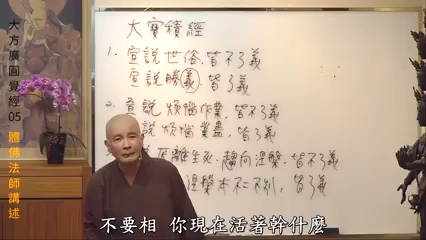 大方廣圓覺經05
體佛法師講述
大寶積經
1. 宣說世俗,皆不了義
宣說勝義,皆了義
2. 宣說煩惱作業,皆不了義
說煩惱業盡,皆了義
厭離生死,趨向涅槃,皆不了義
涅槃本不二不別,皆了義
不要相 你現在活著幹什麼